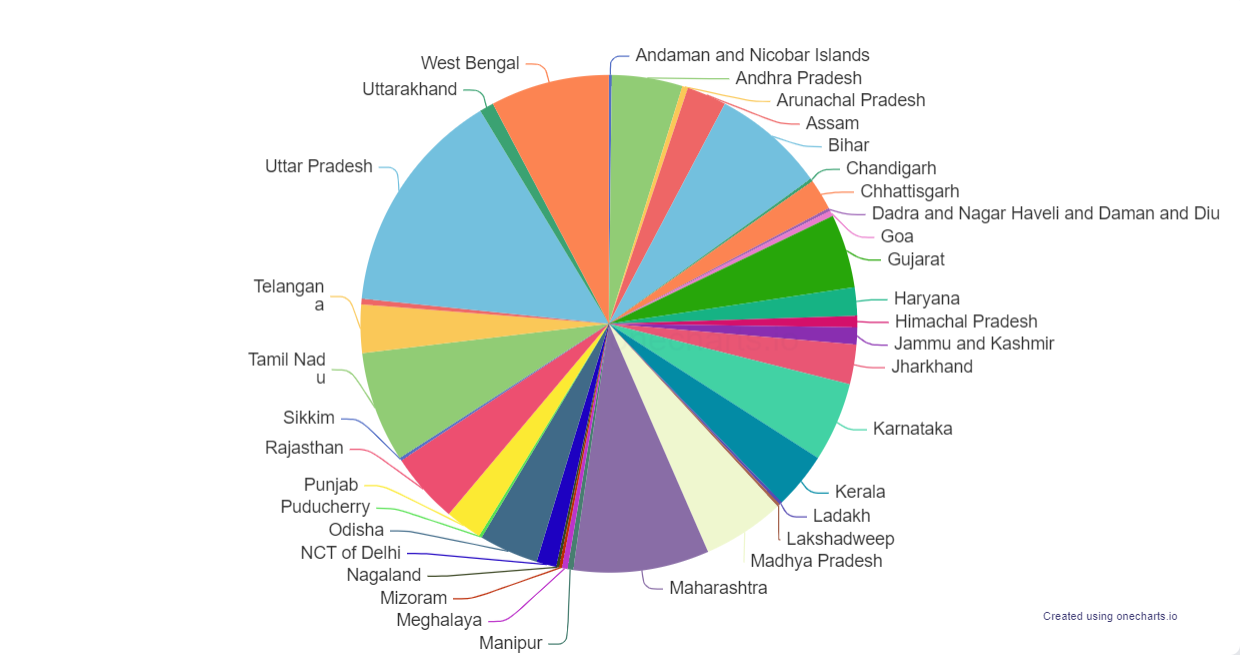 West Bengal
Uttarakhand
Uttar Pradesh
Telangan
a
Tamil Nad
u
Sikkim
Rajasthan
Punjab
Puducherry
Odisha
NCT of Delhi
Nagaland
Mizoram
Meghalaya
Manipur
Andaman and Nicobar Islands
Andhra Pradesh
Arunachal Pradesh
Assam
Bihar
Chandigarh
Chhattisgarh
Dadra and Nagar Haveli and Daman and Diu
Goa
Gujarat
Haryana
Himachal Pradesh
Jammu and Kashmir
Jharkhand
Karnataka
Kerala
Ladakh
Lakshadweep
Madhya Pradesh
Maharashtra
Created using onecharts.io